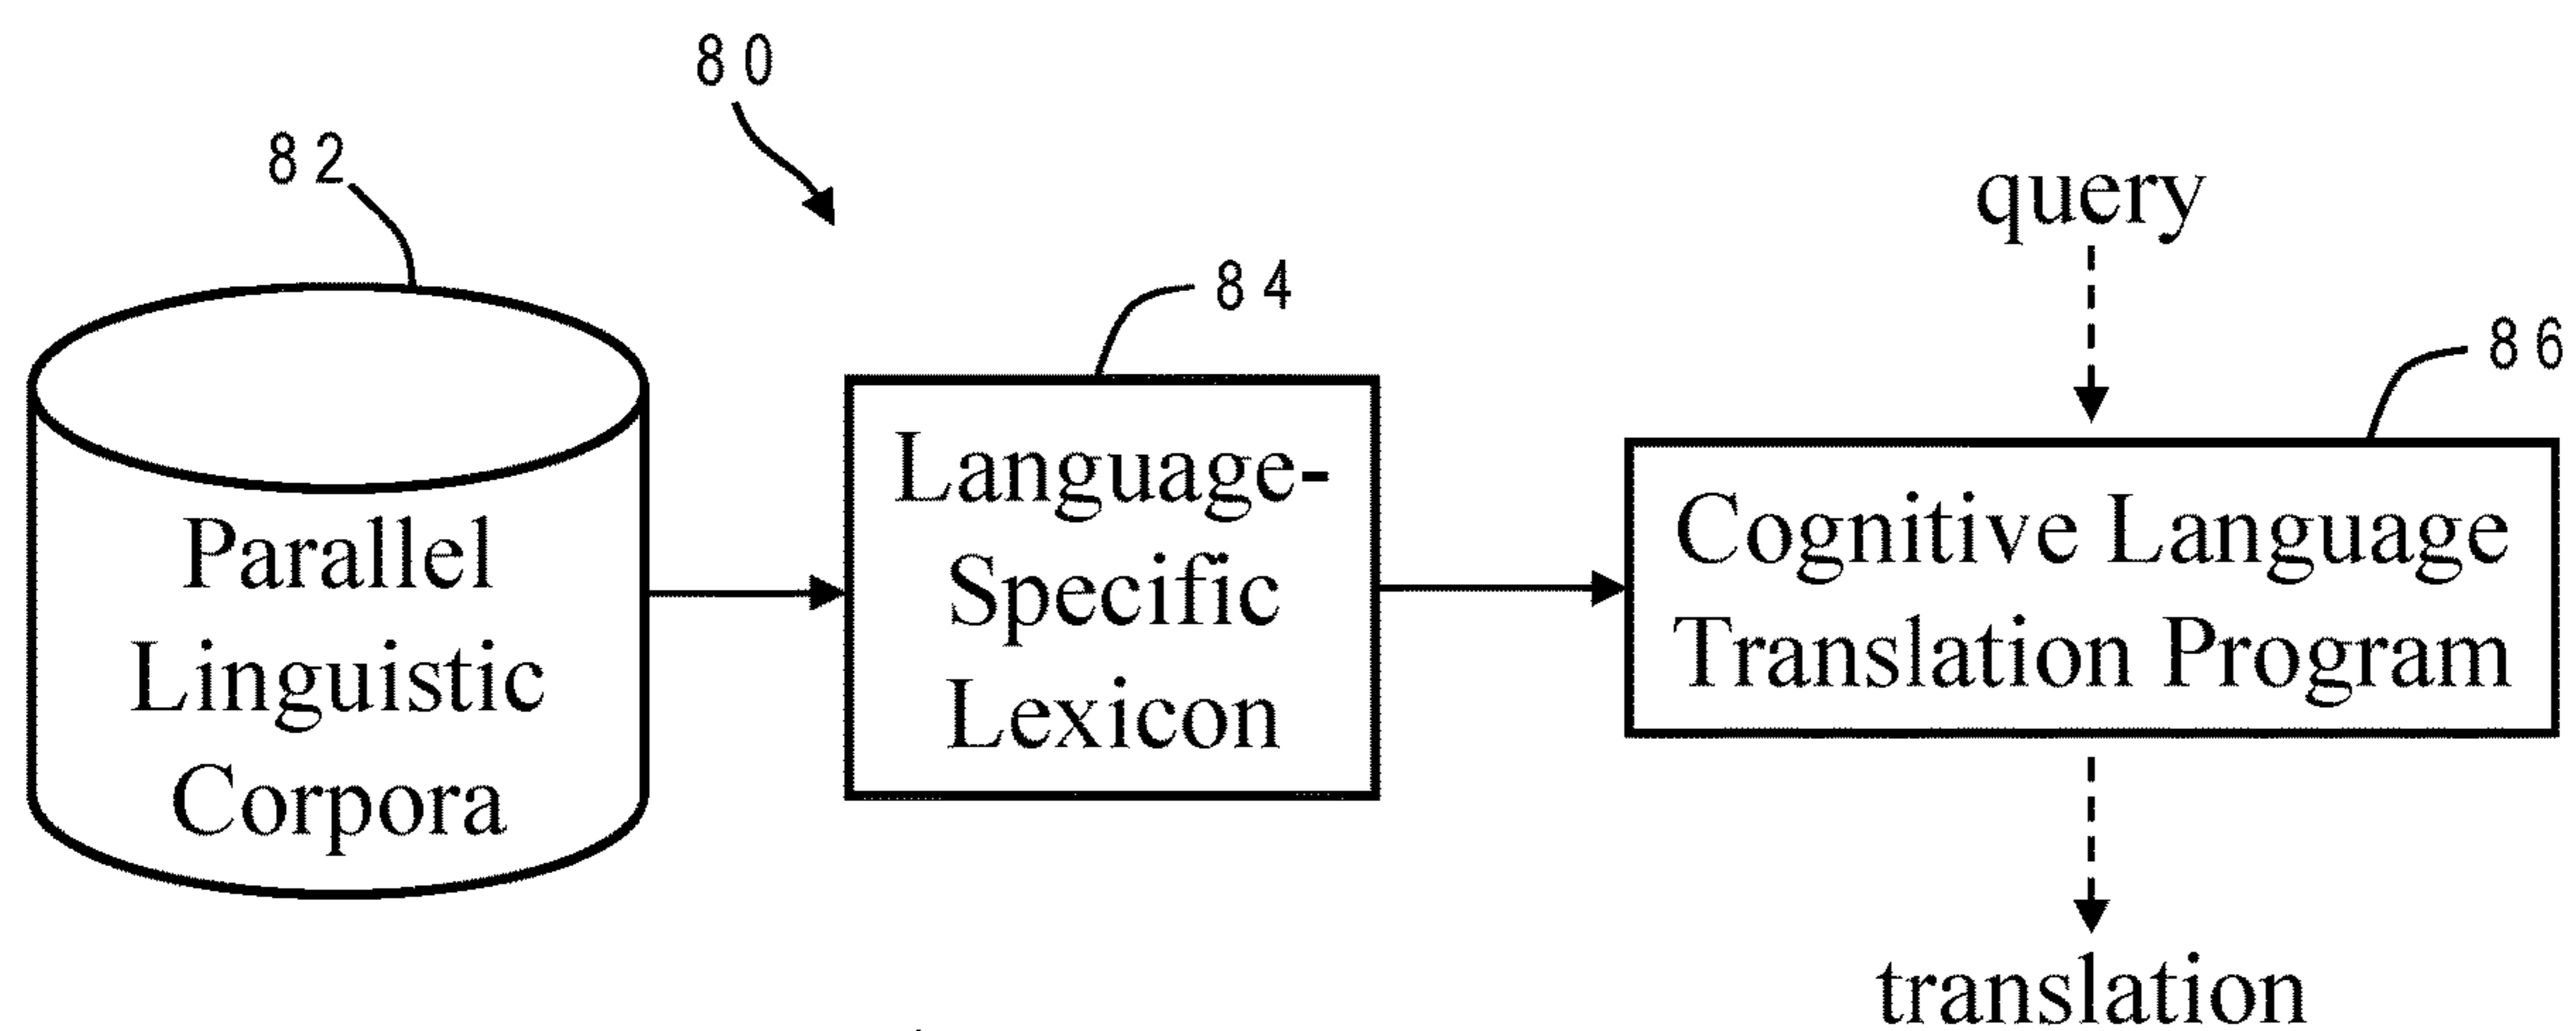 80
82
query
84
86
Parallel
Linguistic
Corpora
Language-
Specific
Lexicon
Cognitive Language
Translation Program
translation